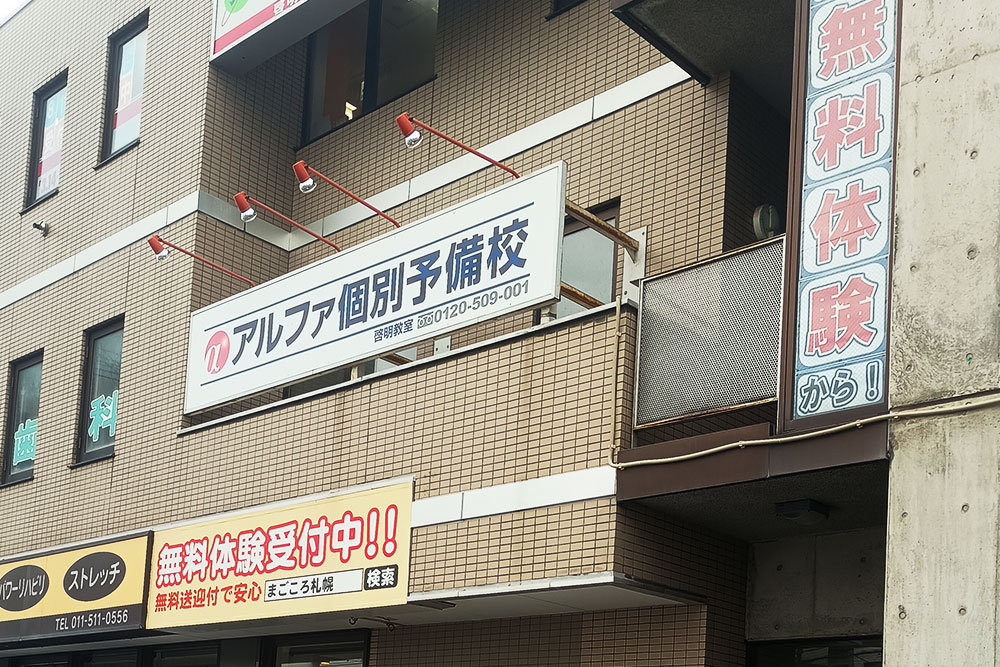 アルファ個別予備校
啓明教室 0120-509-001
無料体験
から！
歯科
無料体験受付中!!
無料送迎付で安心 まごころ札幌 検索
パワーリハビリ ストレッチ
TEL 011-511-0556